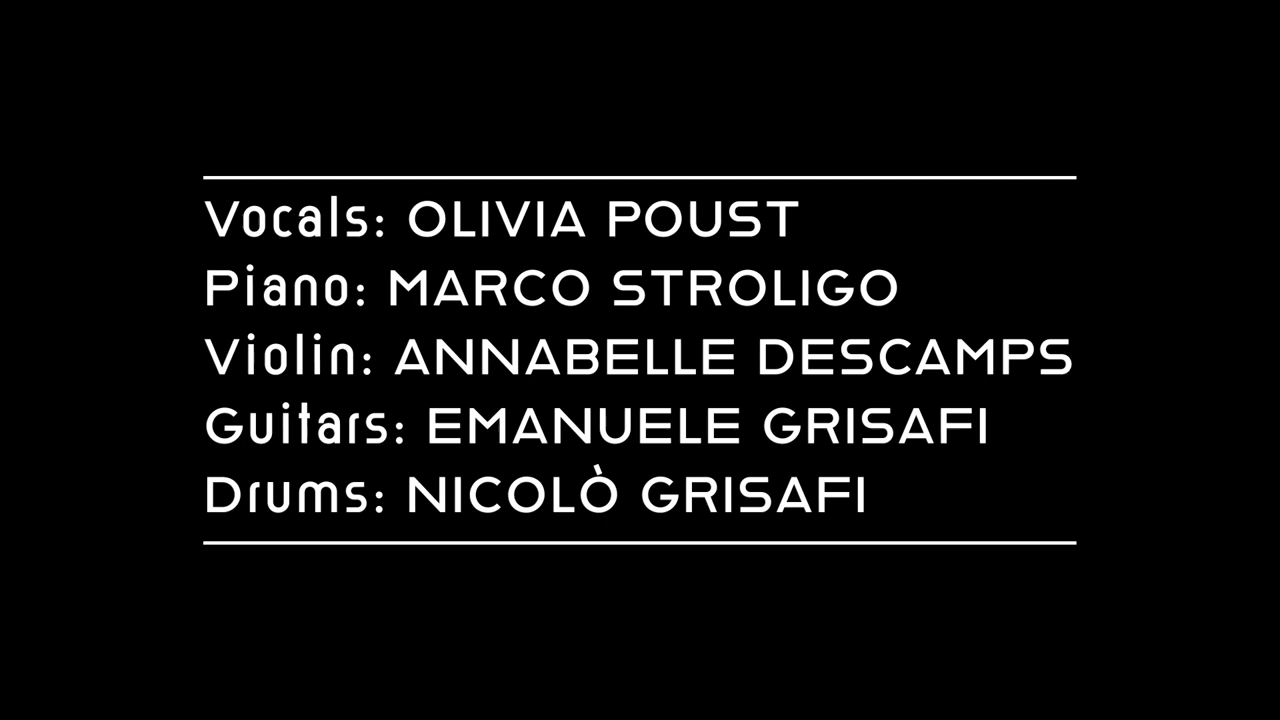 Vocals: OLIVIA POUST
Piano: MARCO STROLIGO
Violin: ANNABELLE DESCAMPS
Guitars: EMANUELE GRISAFI
Drums: NICOLÒ GRISAFI